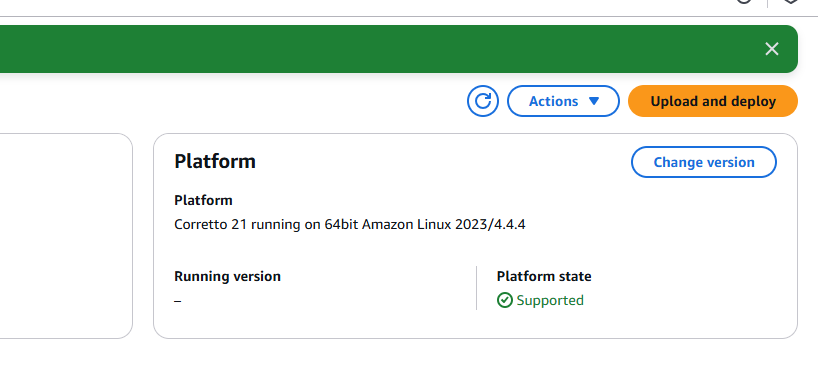 Actions
Upload and deploy
Platform
Change version
Platform
Corretto 21 running on 64bit Amazon Linux 2023/4.4.4
Running version
–
Platform state
Supported